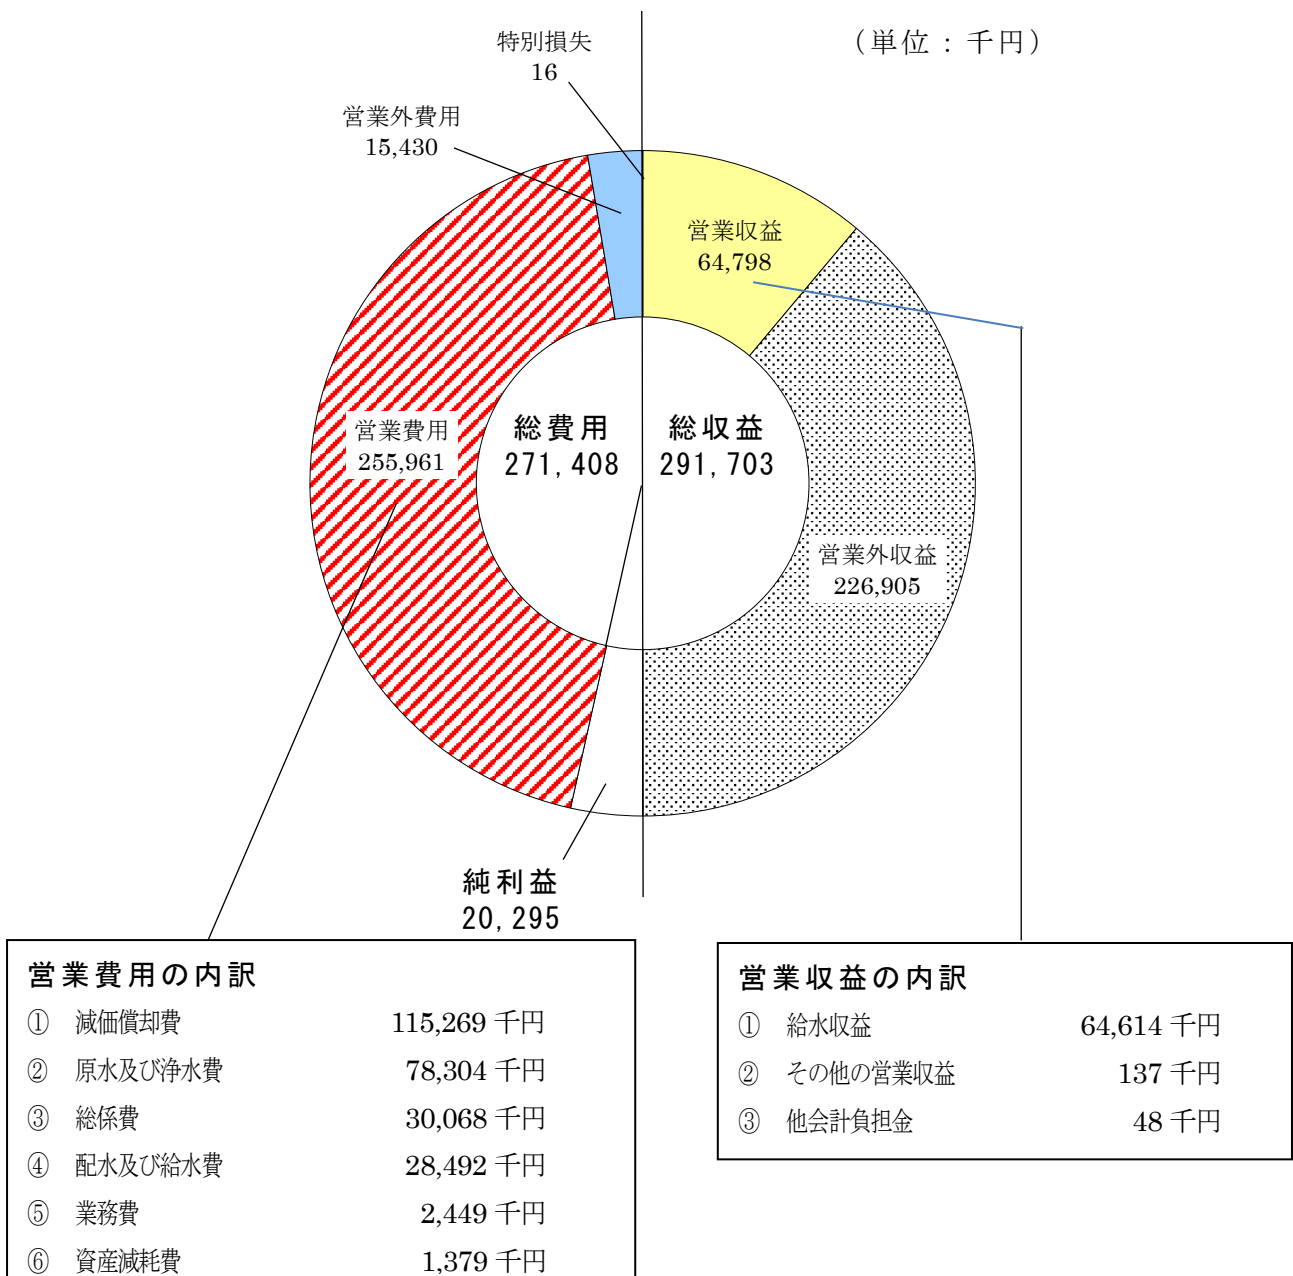 （単位：千円）
特別損失
16
営業外費用
15,430
営業収益
64,798
営業費用
255,961
総費用
271,408
総収益
291,703
営業外収益
226,905
純利益
20,295
営業費用の内訳
① 減価償却費 115,269 千円
② 原水及び浄水費 78,304 千円
③ 総係費 30,068 千円
④ 配水及び給水費 28,492 千円
⑤ 業務費 2,449 千円
⑥ 資産減耗費 1,379 千円
営業収益の内訳
① 給水収益 64,614 千円
② その他の営業収益 137 千円
③ 他会計負担金 48 千円